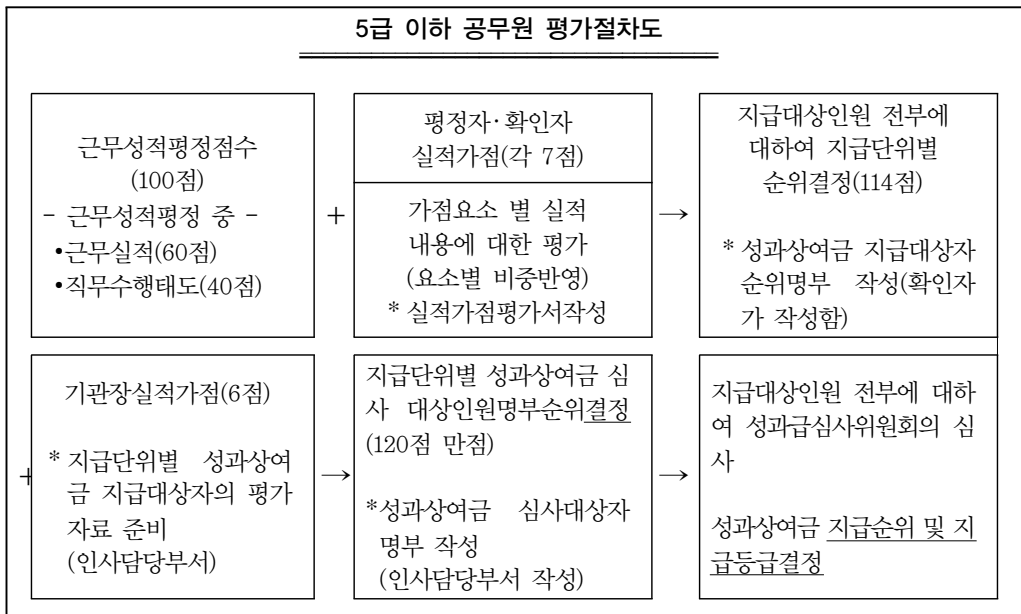 5급 이하 공무원 평가절차도
근무성적평정점수
(100점)
- 근무성적평정 중 -
•근무실적(60점)
•직무수행태도(40점)
+
평정자·확인자
실적가점(각 7점)
가점요소 별 실적
내용에 대한 평가
(요소별 비중반영)
* 실적가점평가서작성
→
지급대상인원 전부에
대하여 지급단위별
순위결정(114점)
* 성과상여금 지급대상자
순위명부 작성(확인자
가 작성함)
+
기관장실적가점(6점)
* 지급단위별 성과상여
금 지급대상자의 평가
자료 준비
(인사담당부서)
→
지급단위별 성과상여금 심
사 대상인원명부순위결정
(120점 만점)
*성과상여금 심사대상자
명부 작성
(인사담당부서 작성)
→
지급대상인원 전부에 대하
여 성과급심사위원회의 심
사
성과상여금 지급순위 및 지
급등급결정